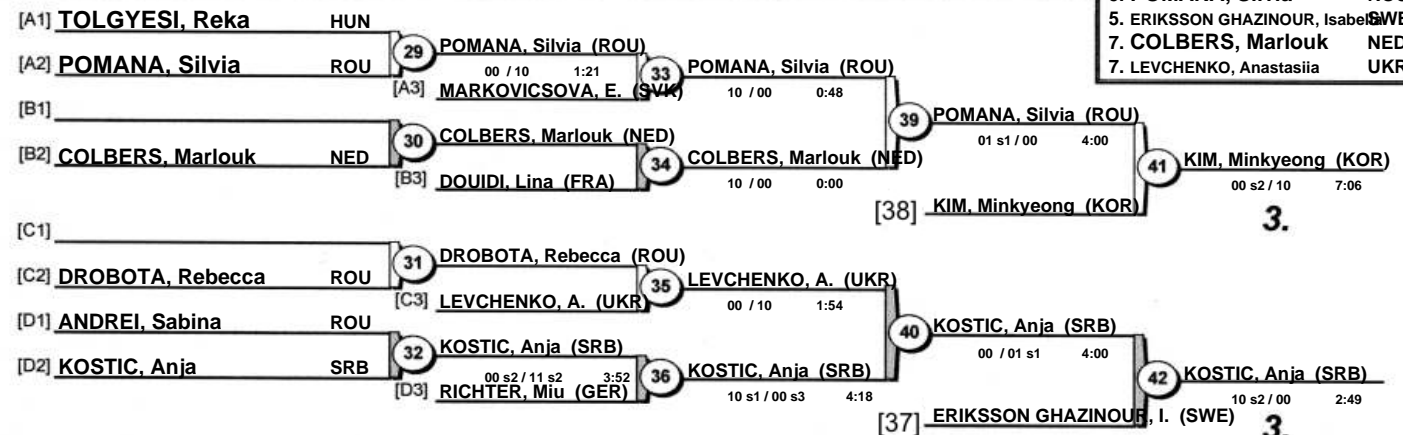 [A1] TOLGYESI, Reka HUN
5. ERIKSSON GHAZINOUR, Isabella SWE
29 POMANA, Silvia (ROU)
7. COLBERS, Marlouk NED
[A2] POMANA, Silvia ROU
00 / 10 1:21
33 POMANA, Silvia (ROU)
7. LEVCHENKO, Anastasiia UKR
[A3] MARKOVICSOVA, E. (SVK)
10 / 00 0:48
[B1]
39 POMANA, Silvia (ROU)
30 COLBERS, Marlouk (NED)
01 s1 / 00 4:00
[B2] COLBERS, Marlouk NED
34 COLBERS, Marlouk (NED)
41 KIM, Minkyeong (KOR)
[B3] DOUIDI, Lina (FRA)
10 / 00 0:00
00 s2 / 10 7:06
[38] KIM, Minkyeong (KOR)
3.
[C1]
31 DROBOTA, Rebecca (ROU)
[C2] DROBOTA, Rebecca ROU
35 LEVCHENKO, A. (UKR)
[C3] LEVCHENKO, A. (UKR)
00 / 10 1:54
[D1] ANDREI, Sabina ROU
40 KOSTIC, Anja (SRB)
32 KOSTIC, Anja (SRB)
00 / 01 s1 4:00
[D2] KOSTIC, Anja SRB
00 s2 / 11 s2 3:52
36 KOSTIC, Anja (SRB)
42 KOSTIC, Anja (SRB)
[D3] RICHTER, Miu (GER)
10 s1 / 00 s3 4:18
10 s2 / 00 2:49
[37] ERIKSSON GHAZINOUR, I. (SWE)
3.